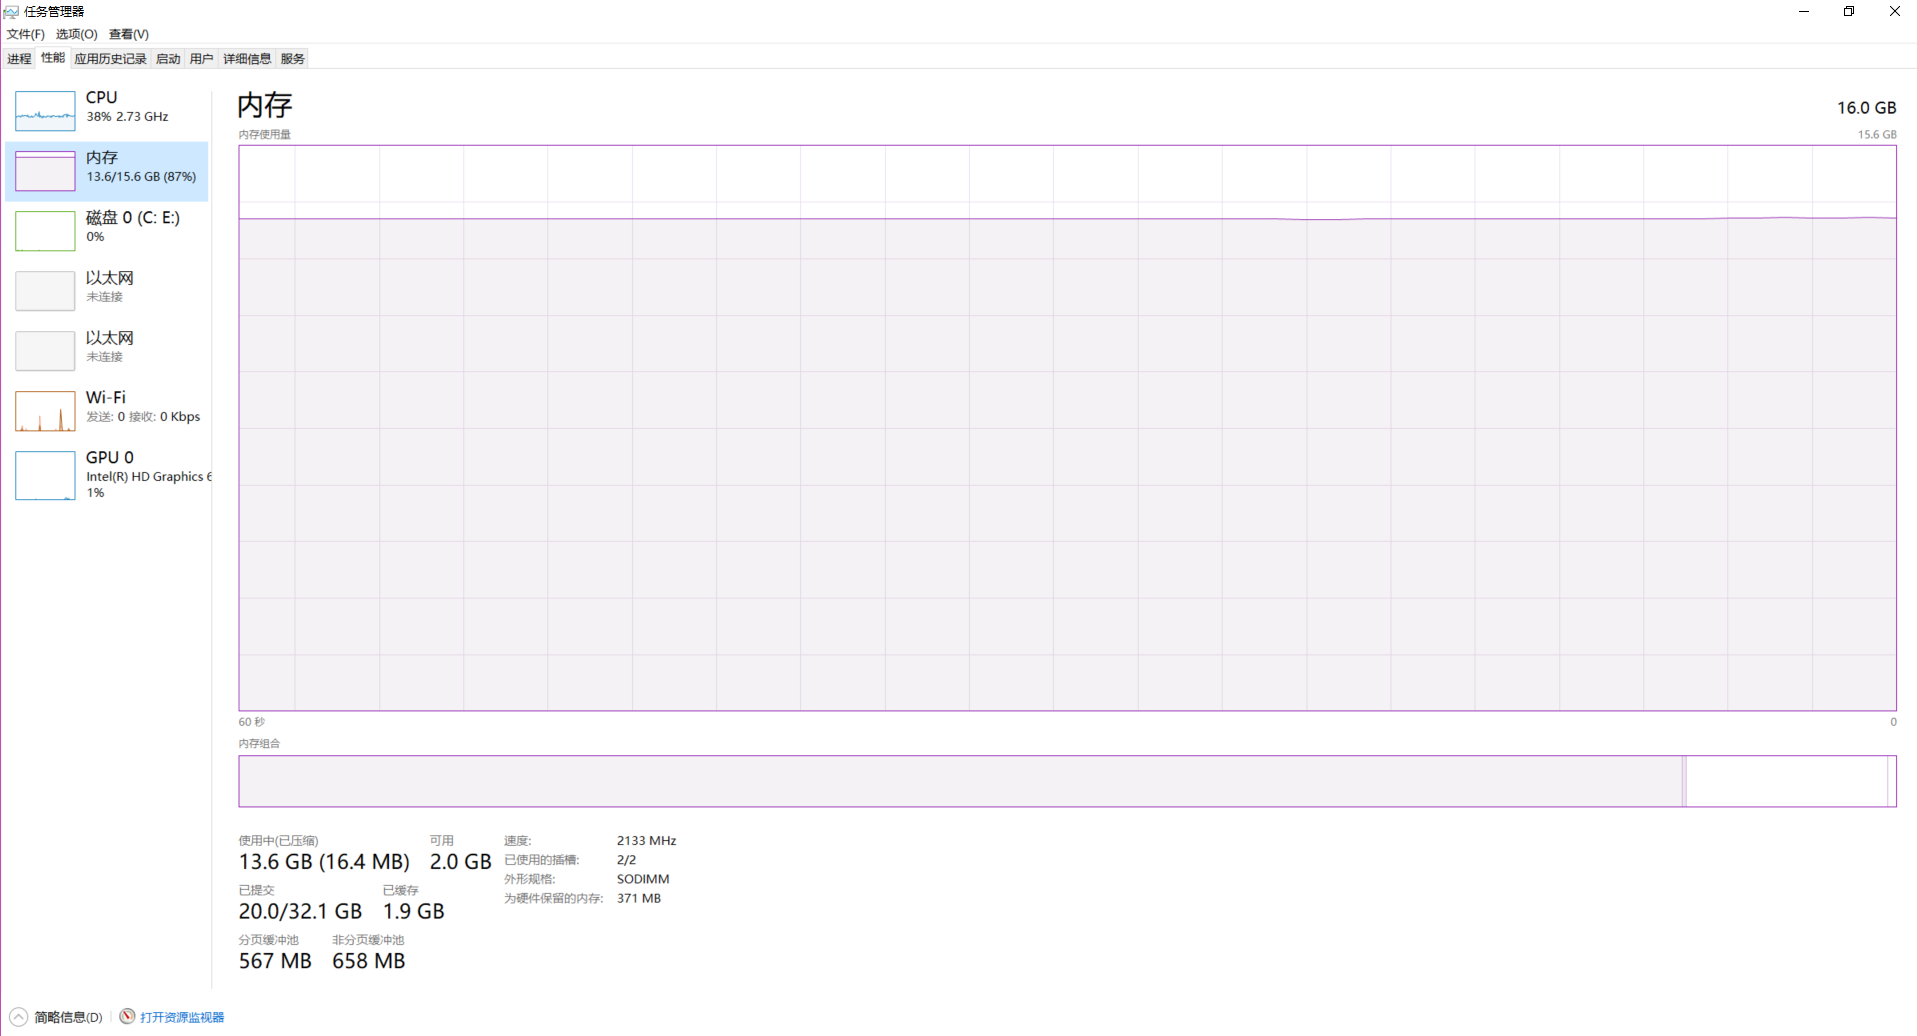 任务管理器
文件(F) 选项(O) 查看(V)
进程 性能 应用历史记录 启动 用户 详细信息 服务
CPU
38% 2.73 GHz
内存
13.6/15.6 GB (87%)
磁盘 0 (C: E:)
0%
以太网
未连接
以太网
未连接
Wi-Fi
发送: 0 接收: 0 Kbps
GPU 0
Intel(R) HD Graphics 6
1%
内存
16.0 GB
内存使用量
15.6 GB
60 秒
0
内存组合
使用中(已压缩)
13.6 GB (16.4 MB)
可用
2.0 GB
已提交
20.0/32.1 GB
已缓存
1.9 GB
分页缓冲池
567 MB
非分页缓冲池
658 MB
速度: 2133 MHz
已使用的插槽: 2/2
外形规格: SODIMM
为硬件保留的内存: 371 MB
简略信息(D) 打开资源监视器